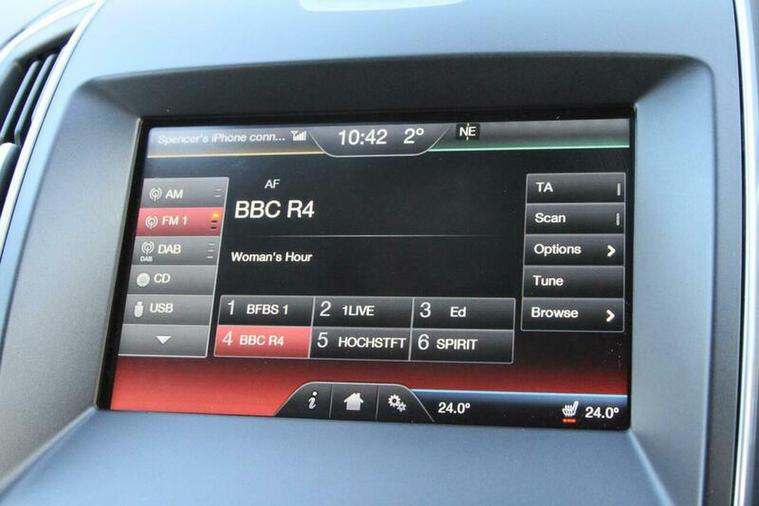 Spencer's iPhone conn...
10:42 2°
NE
AM
FM 1
DAB
DAB
CD
USB
AF
BBC R4
Woman's Hour
1 BFBS 1
2 1LIVE
3 Ed
4 BBC R4
5 HOCHSTFT
6 SPIRIT
TA
Scan
Options
Tune
Browse
i
24.0°
24.0°